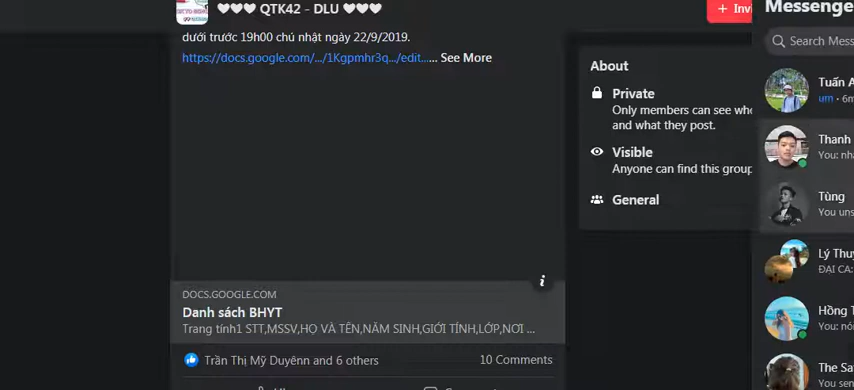 ♥♥♥ QTK42 - DLU ♥♥♥
dưới trước 19h00 chú nhật ngày 22/9/2019.
https://docs.google.com/.../1Kgpmhr3q.../edit...... See More
DOCS.GOOGLE.COM
Danh sách BHYT
Trang tính1 STT,MSSV,HỌ VÀ TÊN,NĂM SINH,GIỚI TÍNH,LỚP,NƠI ...
Trần Thị Mỹ Duyênn and 6 others
10 Comments
+ Invi
About
Private
Only members can see who
and what they post.
Visible
Anyone can find this group
General
Messenge
Search Mess
Tuấn A
um · 6m
Thanh
You: nh
Tùng
You uns
Lý Thu
ĐẠI CA:
Hồng T
You: nó
The Sa
You sen